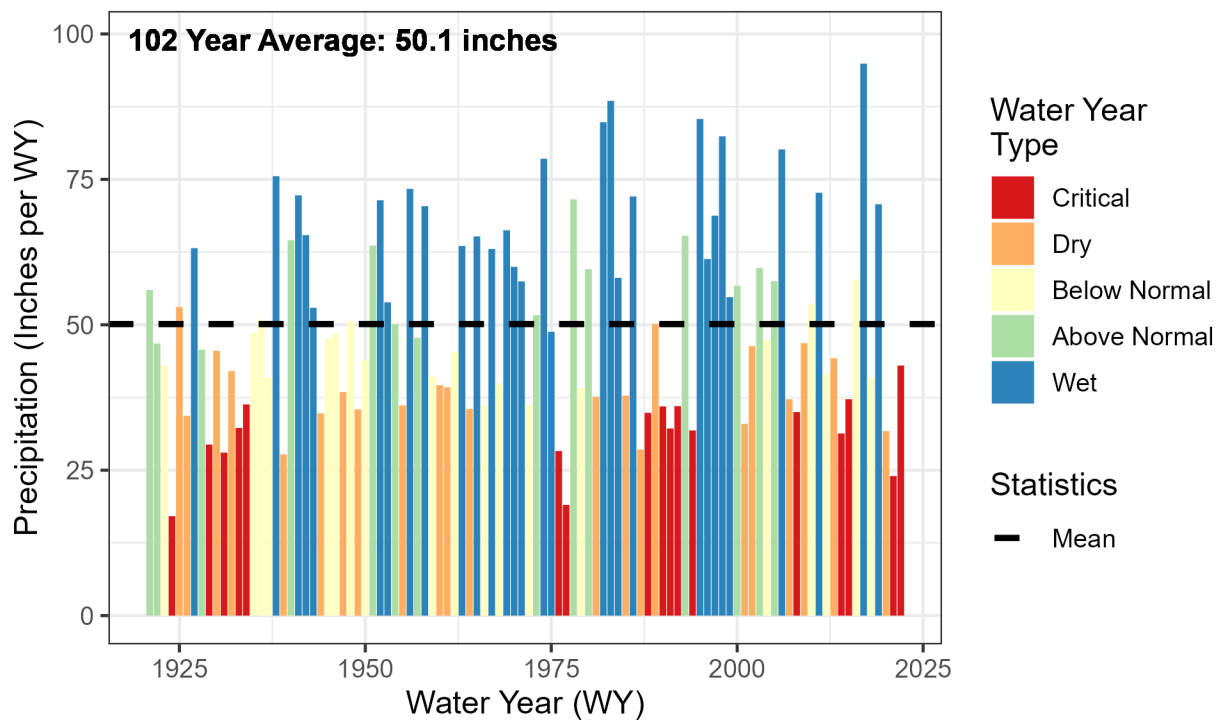 102 Year Average: 50.1 inches
100
75
50
25
0
Precipitation (Inches per WY)
1925
1950
1975
2000
2025
Water Year (WY)
Water Year
Type
Critical
Dry
Below Normal
Above Normal
Wet
Statistics
Mean